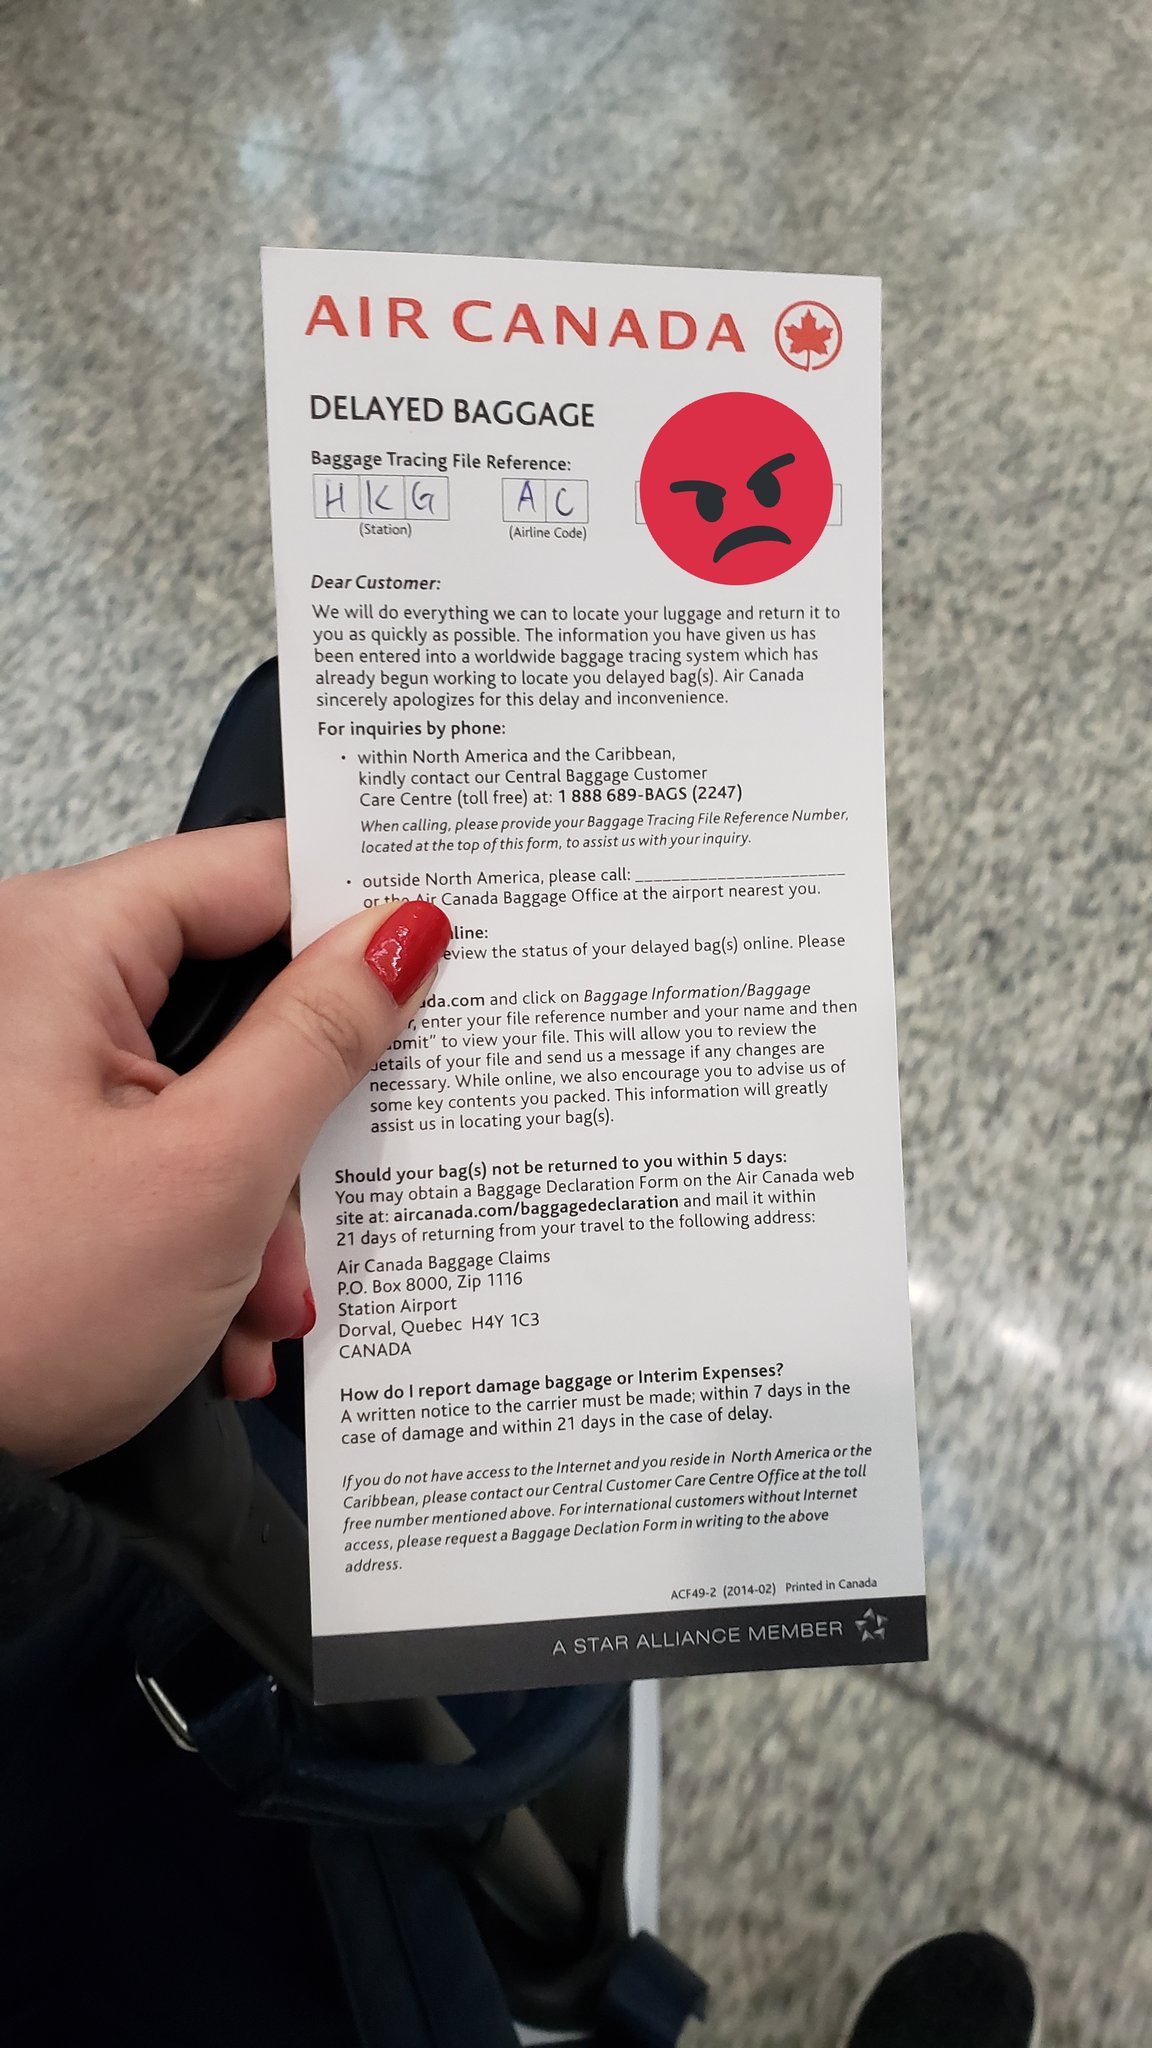 AIR CANADA
DELAYED BAGGAGE
Baggage Tracing File Reference:
HKG AC
(Station) (Airline Code)
Dear Customer:
We will do everything we can to locate your luggage and return it to
you as quickly as possible. The information you have given us has
been entered into a worldwide baggage tracing system which has
already begun working to locate you delayed bag(s). Air Canada
sincerely apologizes for this delay and inconvenience.
For inquiries by phone:
• within North America and the Caribbean,
kindly contact our Central Baggage Customer
Care Centre (toll free) at: 1 888 689-BAGS (2247)
When calling, please provide your Baggage Tracing File Reference Number,
located at the top of this form, to assist us with your inquiry.
• outside North America, please call: ______________________
or the Air Canada Baggage Office at the airport nearest you.
line:
eview the status of your delayed bag(s) online. Please
ada.com and click on Baggage Information/Baggage
r, enter your file reference number and your name and then
bmit" to view your file. This will allow you to review the
details of your file and send us a message if any changes are
necessary. While online, we also encourage you to advise us of
some key contents you packed. This information will greatly
assist us in locating your bag(s).
Should your bag(s) not be returned to you within 5 days:
You may obtain a Baggage Declaration Form on the Air Canada web
site at: aircanada.com/baggagedeclaration and mail it within
21 days of returning from your travel to the following address:
Air Canada Baggage Claims
P.O. Box 8000, Zip 1116
Station Airport
Dorval, Quebec H4Y 1C3
CANADA
How do I report damage baggage or Interim Expenses?
A written notice to the carrier must be made; within 7 days in the
case of damage and within 21 days in the case of delay.
If you do not have access to the Internet and you reside in North America or the
Caribbean, please contact our Central Customer Care Centre Office at the toll
free number mentioned above. For international customers without Internet
access, please request a Baggage Declation Form in writing to the above
address.
ACF49-2 (2014-02) Printed in Canada
A STAR ALLIANCE MEMBER